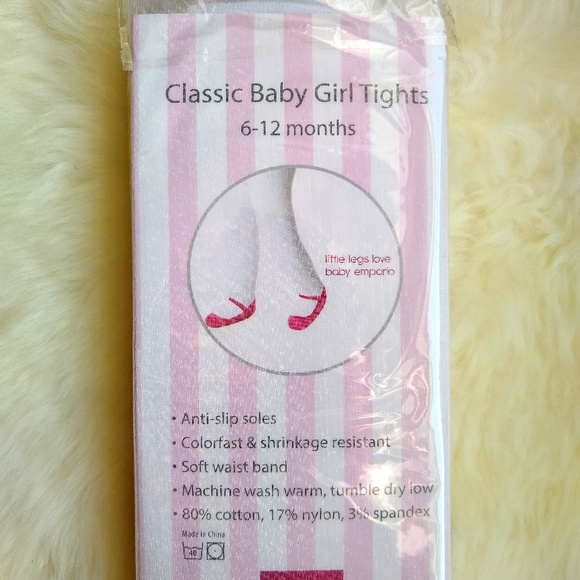 Classic Baby Girl Tights
6-12 months
little legs love
baby emporio
• Anti-slip soles
• Colorfast & shrinkage resistant
• Soft waist band
• Machine wash warm, tumble dry low
• 80% cotton, 17% nylon, 3% spandex
Made in China
40